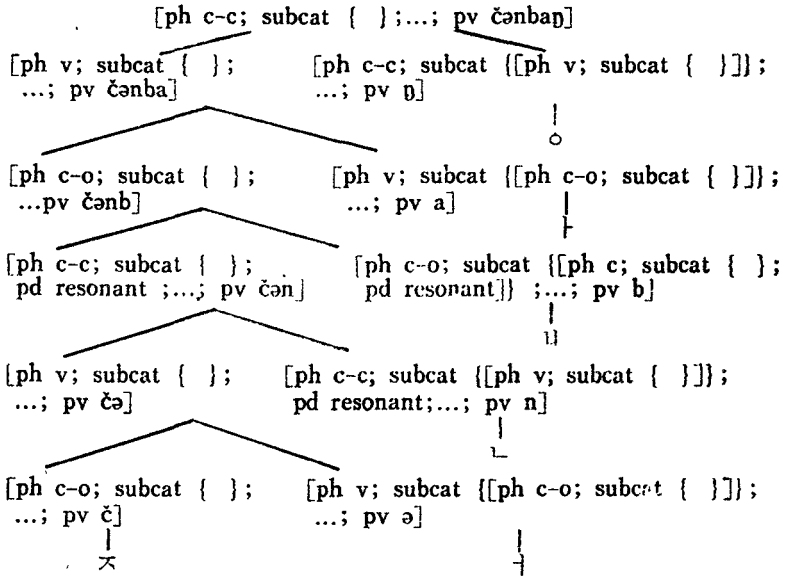 [ph c-c; subcat { };...; pv čənbaŋ]
[ph v; subcat { }; [ph c-c; subcat {[ph v; subcat { }]};
...; pv čənba] ...; pv ŋ]
ㅇ
[ph c-o; subcat { }; [ph v; subcat {[ph c-o; subcat { }]};
...pv čənb] ...; pv a]
ㅏ
[ph c-c; subcat { }; [ph c-o; subcat {[ph c; subcat { };
pd resonant ;...; pv čən] pd resonant]} ;...; pv b]
ㅂ
[ph v; subcat { }; [ph c-c; subcat {[ph v; subcat { }]};
...; pv čə] pd resonant;...; pv n]
ㄴ
[ph c-o; subcat { }; [ph v; subcat {[ph c-o; subcat { }]};
...; pv č] ...; pv ə]
ㅈ ㅓ